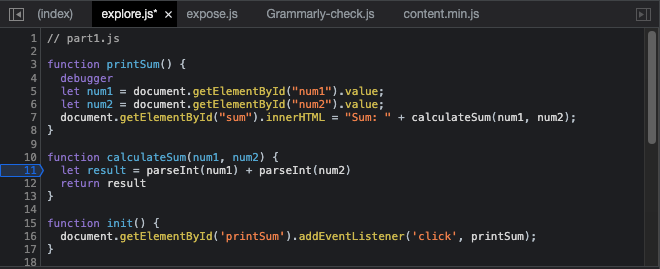 (index) explore.js* × expose.js Grammarly-check.js content.min.js
1 // part1.js
2
3 function printSum() {
4   debugger
5   let num1 = document.getElementById("num1").value;
6   let num2 = document.getElementById("num2").value;
7   document.getElementById("sum").innerHTML = "Sum: " + calculateSum(num1, num2);
8 }
9
10 function calculateSum(num1, num2) {
11   let result = parseInt(num1) + parseInt(num2)
12   return result
13 }
14
15 function init() {
16   document.getElementById('printSum').addEventListener('click', printSum);
17 }
18